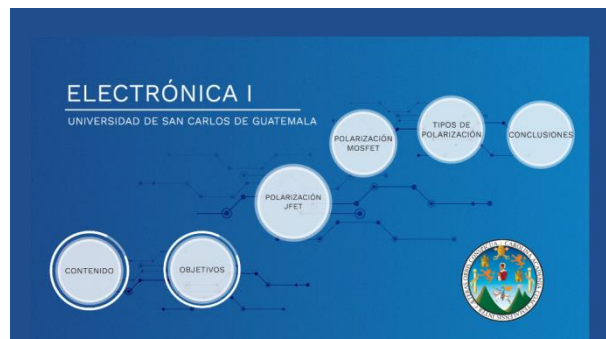 ELECTRÓNICA I
UNIVERSIDAD DE SAN CARLOS DE GUATEMALA
CONTENIDO
OBJETIVOS
POLARIZACIÓN
JFET
POLARIZACIÓN
MOSFET
TIPOS DE
POLARIZACIÓN
CONCLUSIONES